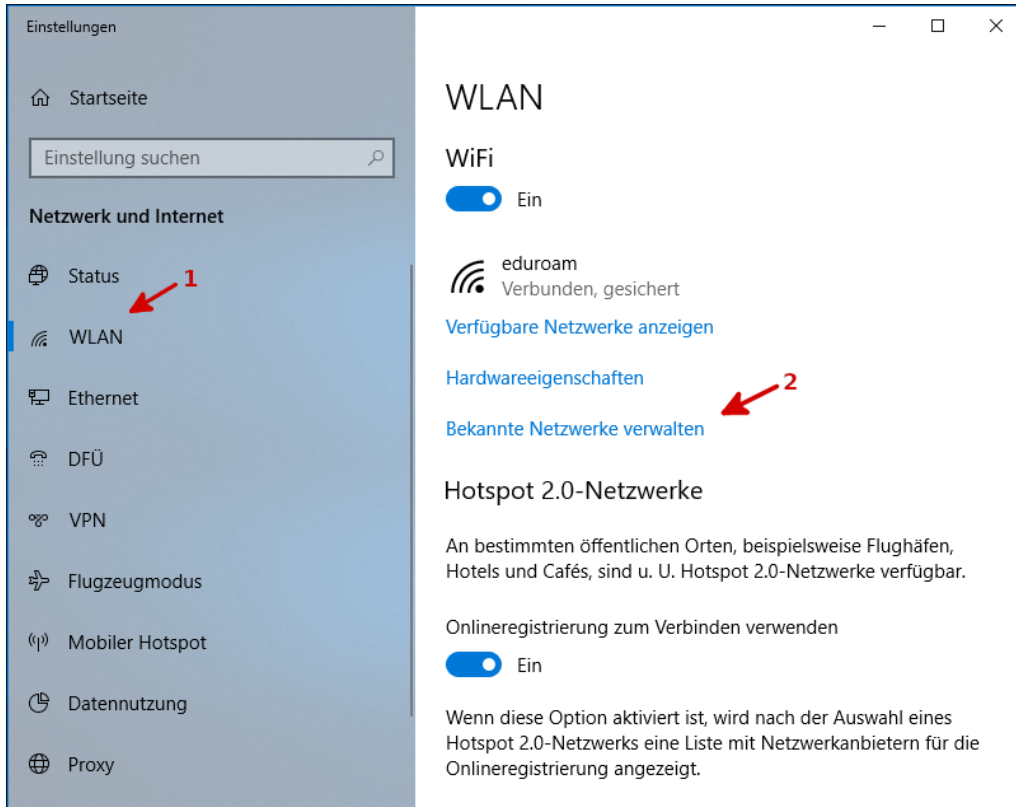 Einstellungen
Startseite
Einstellung suchen
Netzwerk und Internet
Status
1
WLAN
Ethernet
DFÜ
VPN
Flugzeugmodus
Mobiler Hotspot
Datennutzung
Proxy
WLAN
WiFi
Ein
eduroam
Verbunden, gesichert
Verfügbare Netzwerke anzeigen
Hardwareeigenschaften
2
Bekannte Netzwerke verwalten
Hotspot 2.0-Netzwerke
An bestimmten öffentlichen Orten, beispielsweise Flughäfen,
Hotels und Cafés, sind u. U. Hotspot 2.0-Netzwerke verfügbar.
Onlineregistrierung zum Verbinden verwenden
Ein
Wenn diese Option aktiviert ist, wird nach der Auswahl eines
Hotspot 2.0-Netzwerks eine Liste mit Netzwerkanbietern für die
Onlineregistrierung angezeigt.